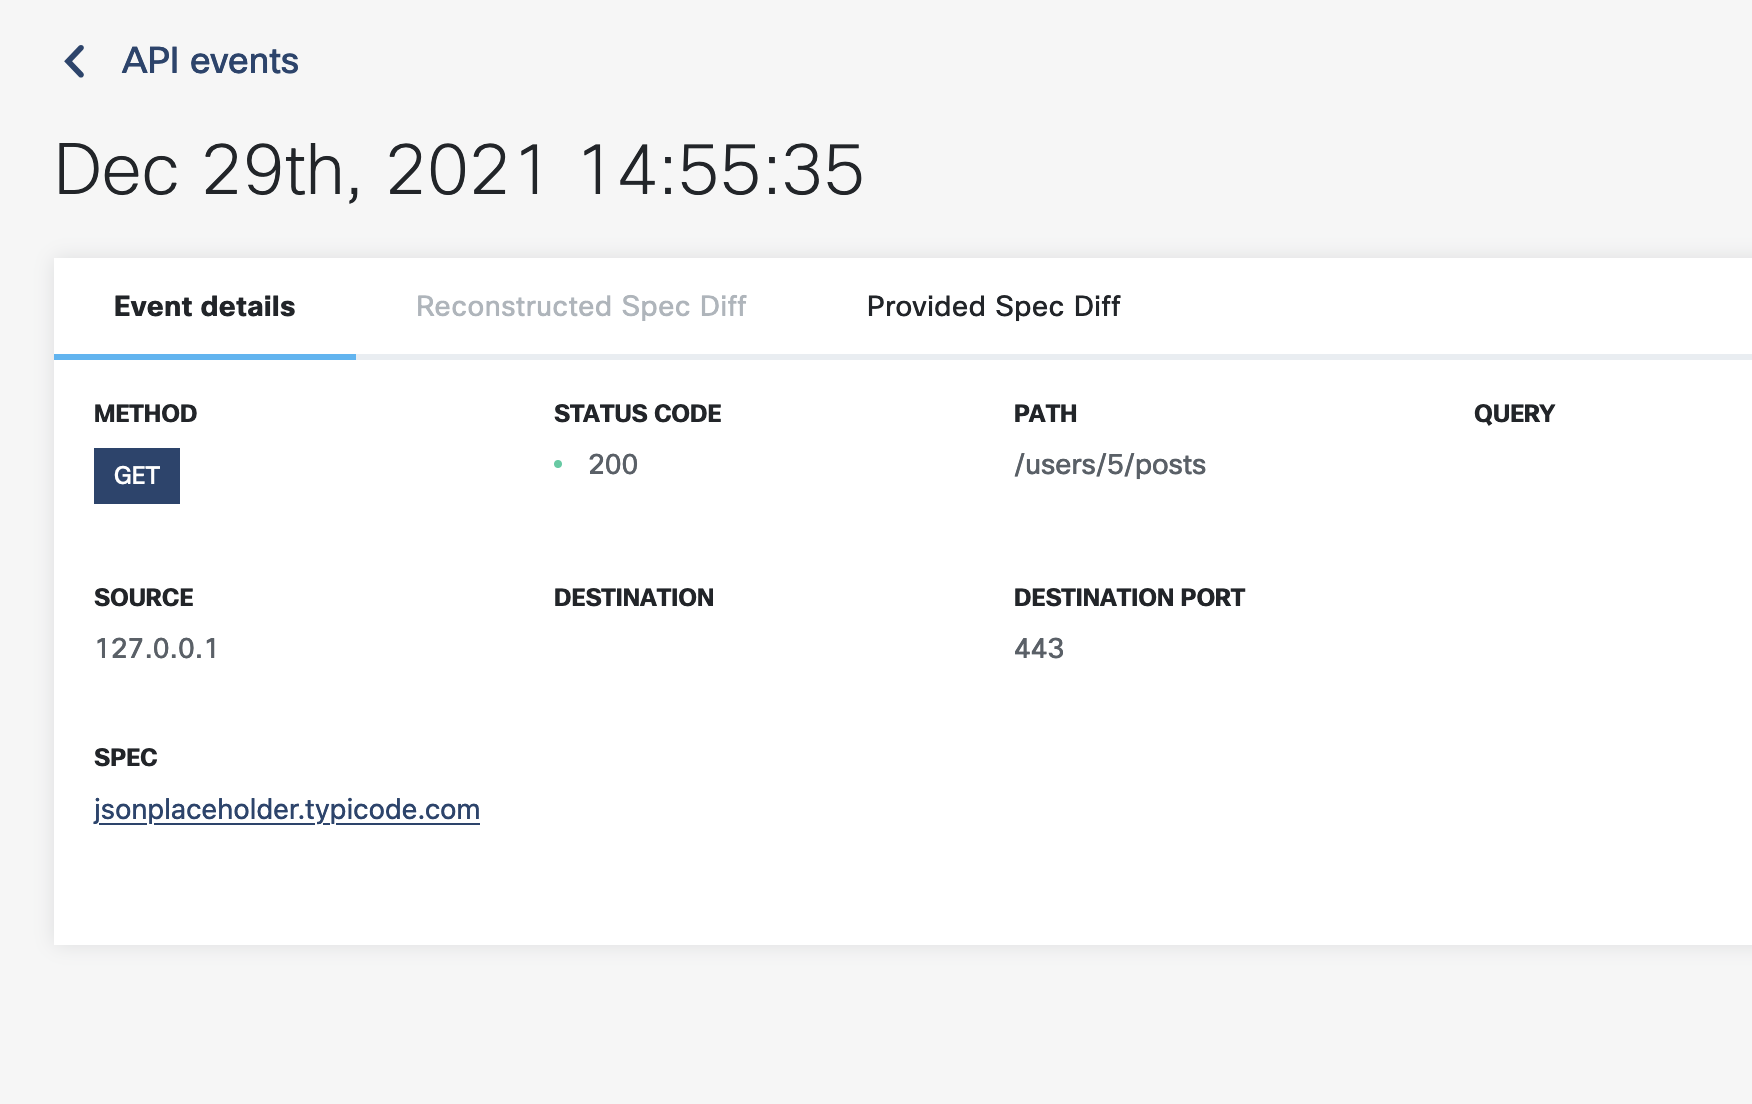 API events
Dec 29th, 2021 14:55:35
Event details Reconstructed Spec Diff Provided Spec Diff
METHOD STATUS CODE PATH QUERY
GET 200 /users/5/posts
SOURCE DESTINATION DESTINATION PORT
127.0.0.1 443
SPEC
jsonplaceholder.typicode.com